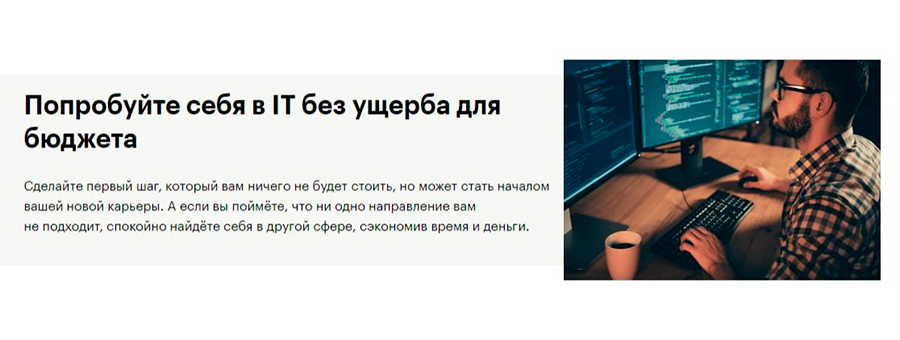 Попробуйте себя в IT без ущерба для
бюджета
Сделайте первый шаг, который вам ничего не будет стоить, но может стать началом
вашей новой карьеры. А если вы поймёте, что ни одно направление вам
не подходит, спокойно найдёте себя в другой сфере, сэкономив время и деньги.